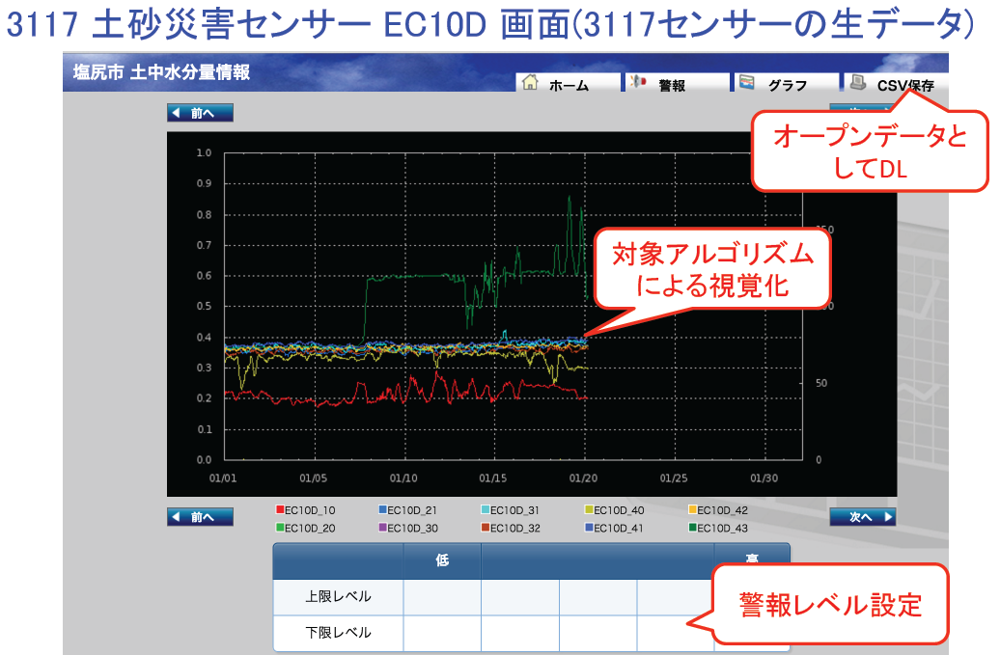 3117 土砂災害センサー EC10D 画面(3117センサーの生データ)
塩尻市 土中水分量情報
ホーム 警報 グラフ CSV保存
前へ
オープンデータと
してDL
1.0
0.9
0.8
0.7
0.6
0.5
0.4
0.3
0.2
0.1
0.0
50
0
対象アルゴリズム
による視覚化
01/01 01/05 01/10 01/15 01/20 01/25 01/30
前へ 次へ
EC10D_10 EC10D_21 EC10D_31 EC10D_40 EC10D_42
EC10D_20 EC10D_30 EC10D_32 EC10D_41 EC10D_43
低
上限レベル
下限レベル
警報レベル設定